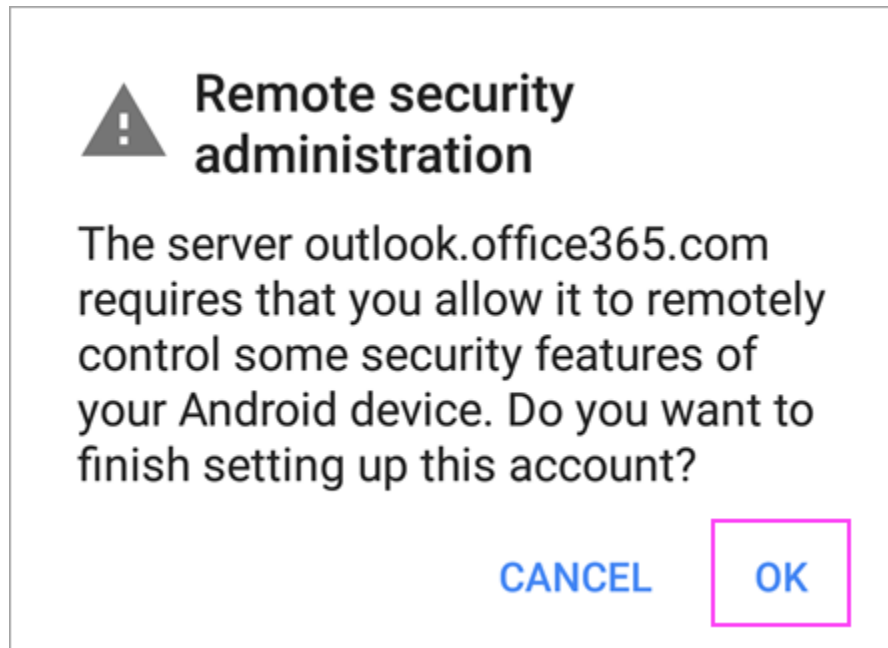 Remote security
administration
The server outlook.office365.com
requires that you allow it to remotely
control some security features of
your Android device. Do you want to
finish setting up this account?
CANCEL OK